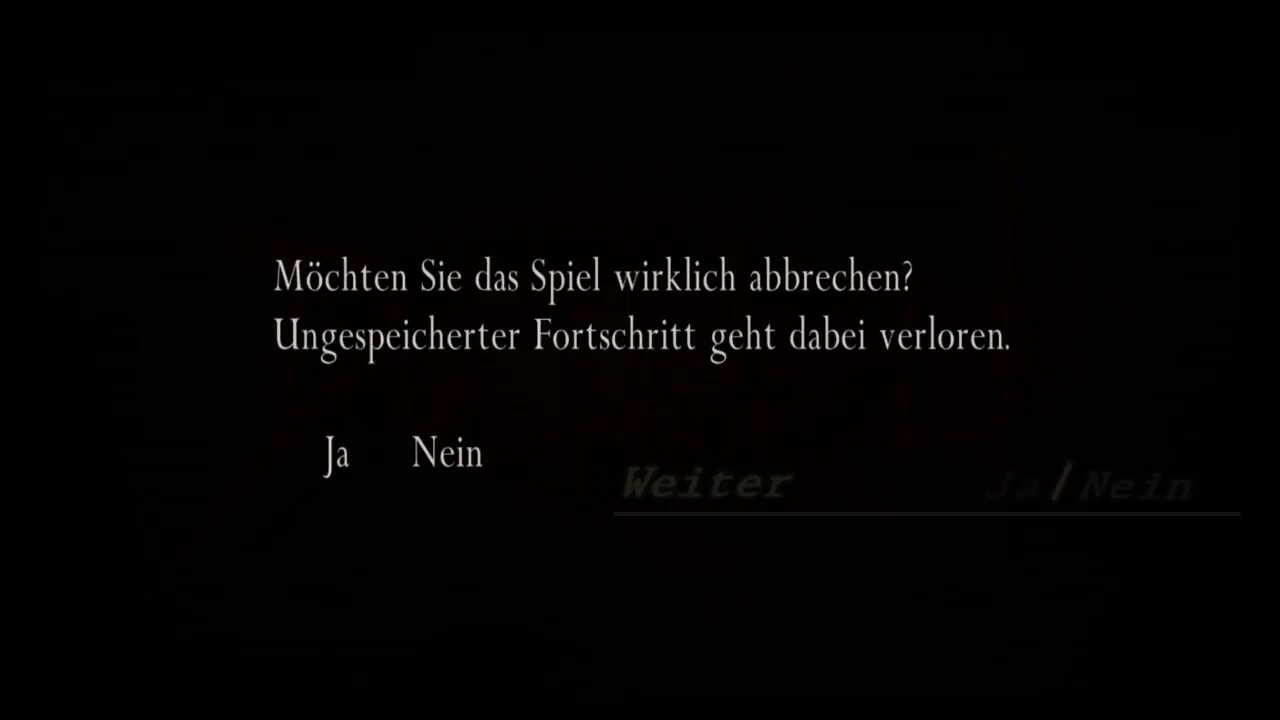 Möchten Sie das Spiel wirklich abbrechen?
Ungespeicherter Fortschritt geht dabei verloren.
Ja Nein
Weiter Ja/Nein